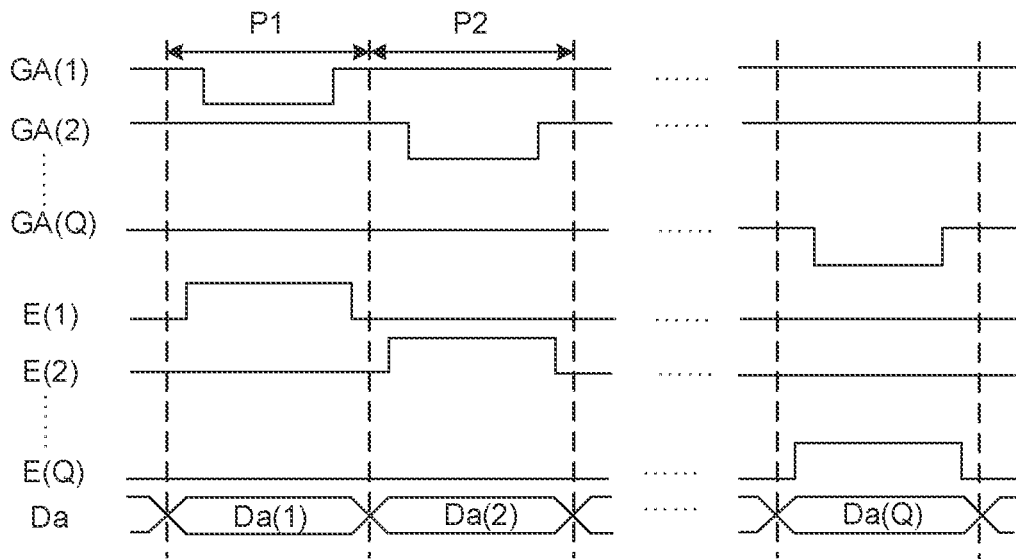 P1 P2
GA(1)
GA(2)
GA(Q)
E(1)
E(2)
E(Q)
Da Da(1) Da(2) Da(Q)